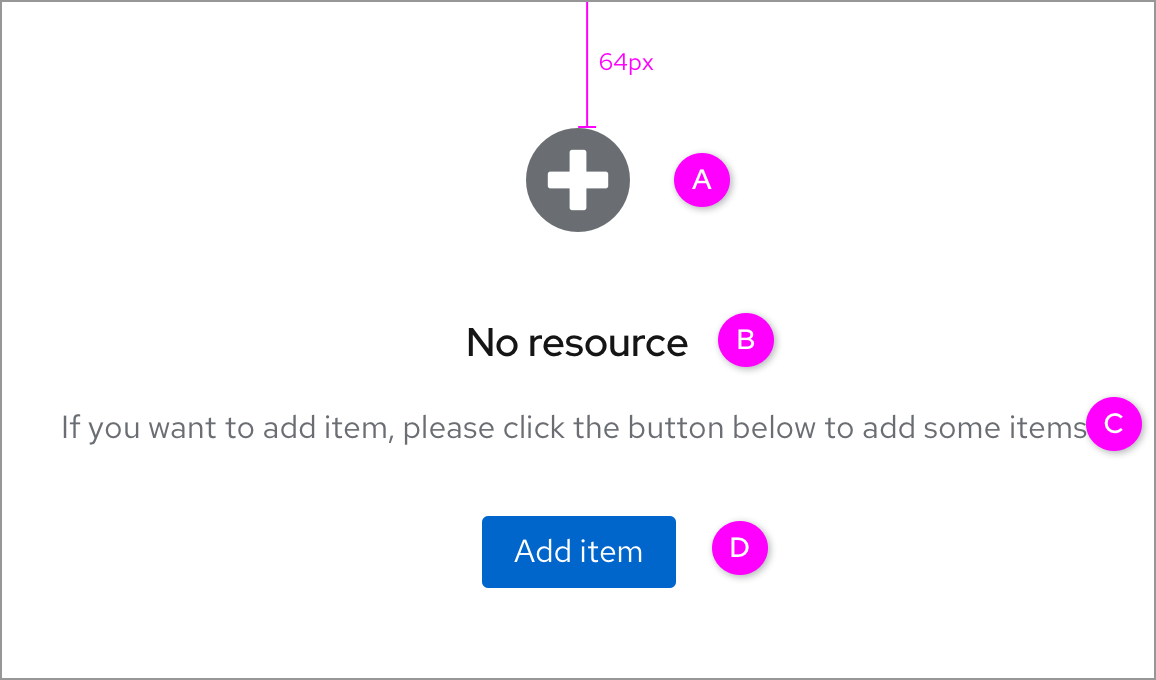 64px
A
No resource B
If you want to add item, please click the button below to add some items C
Add item D